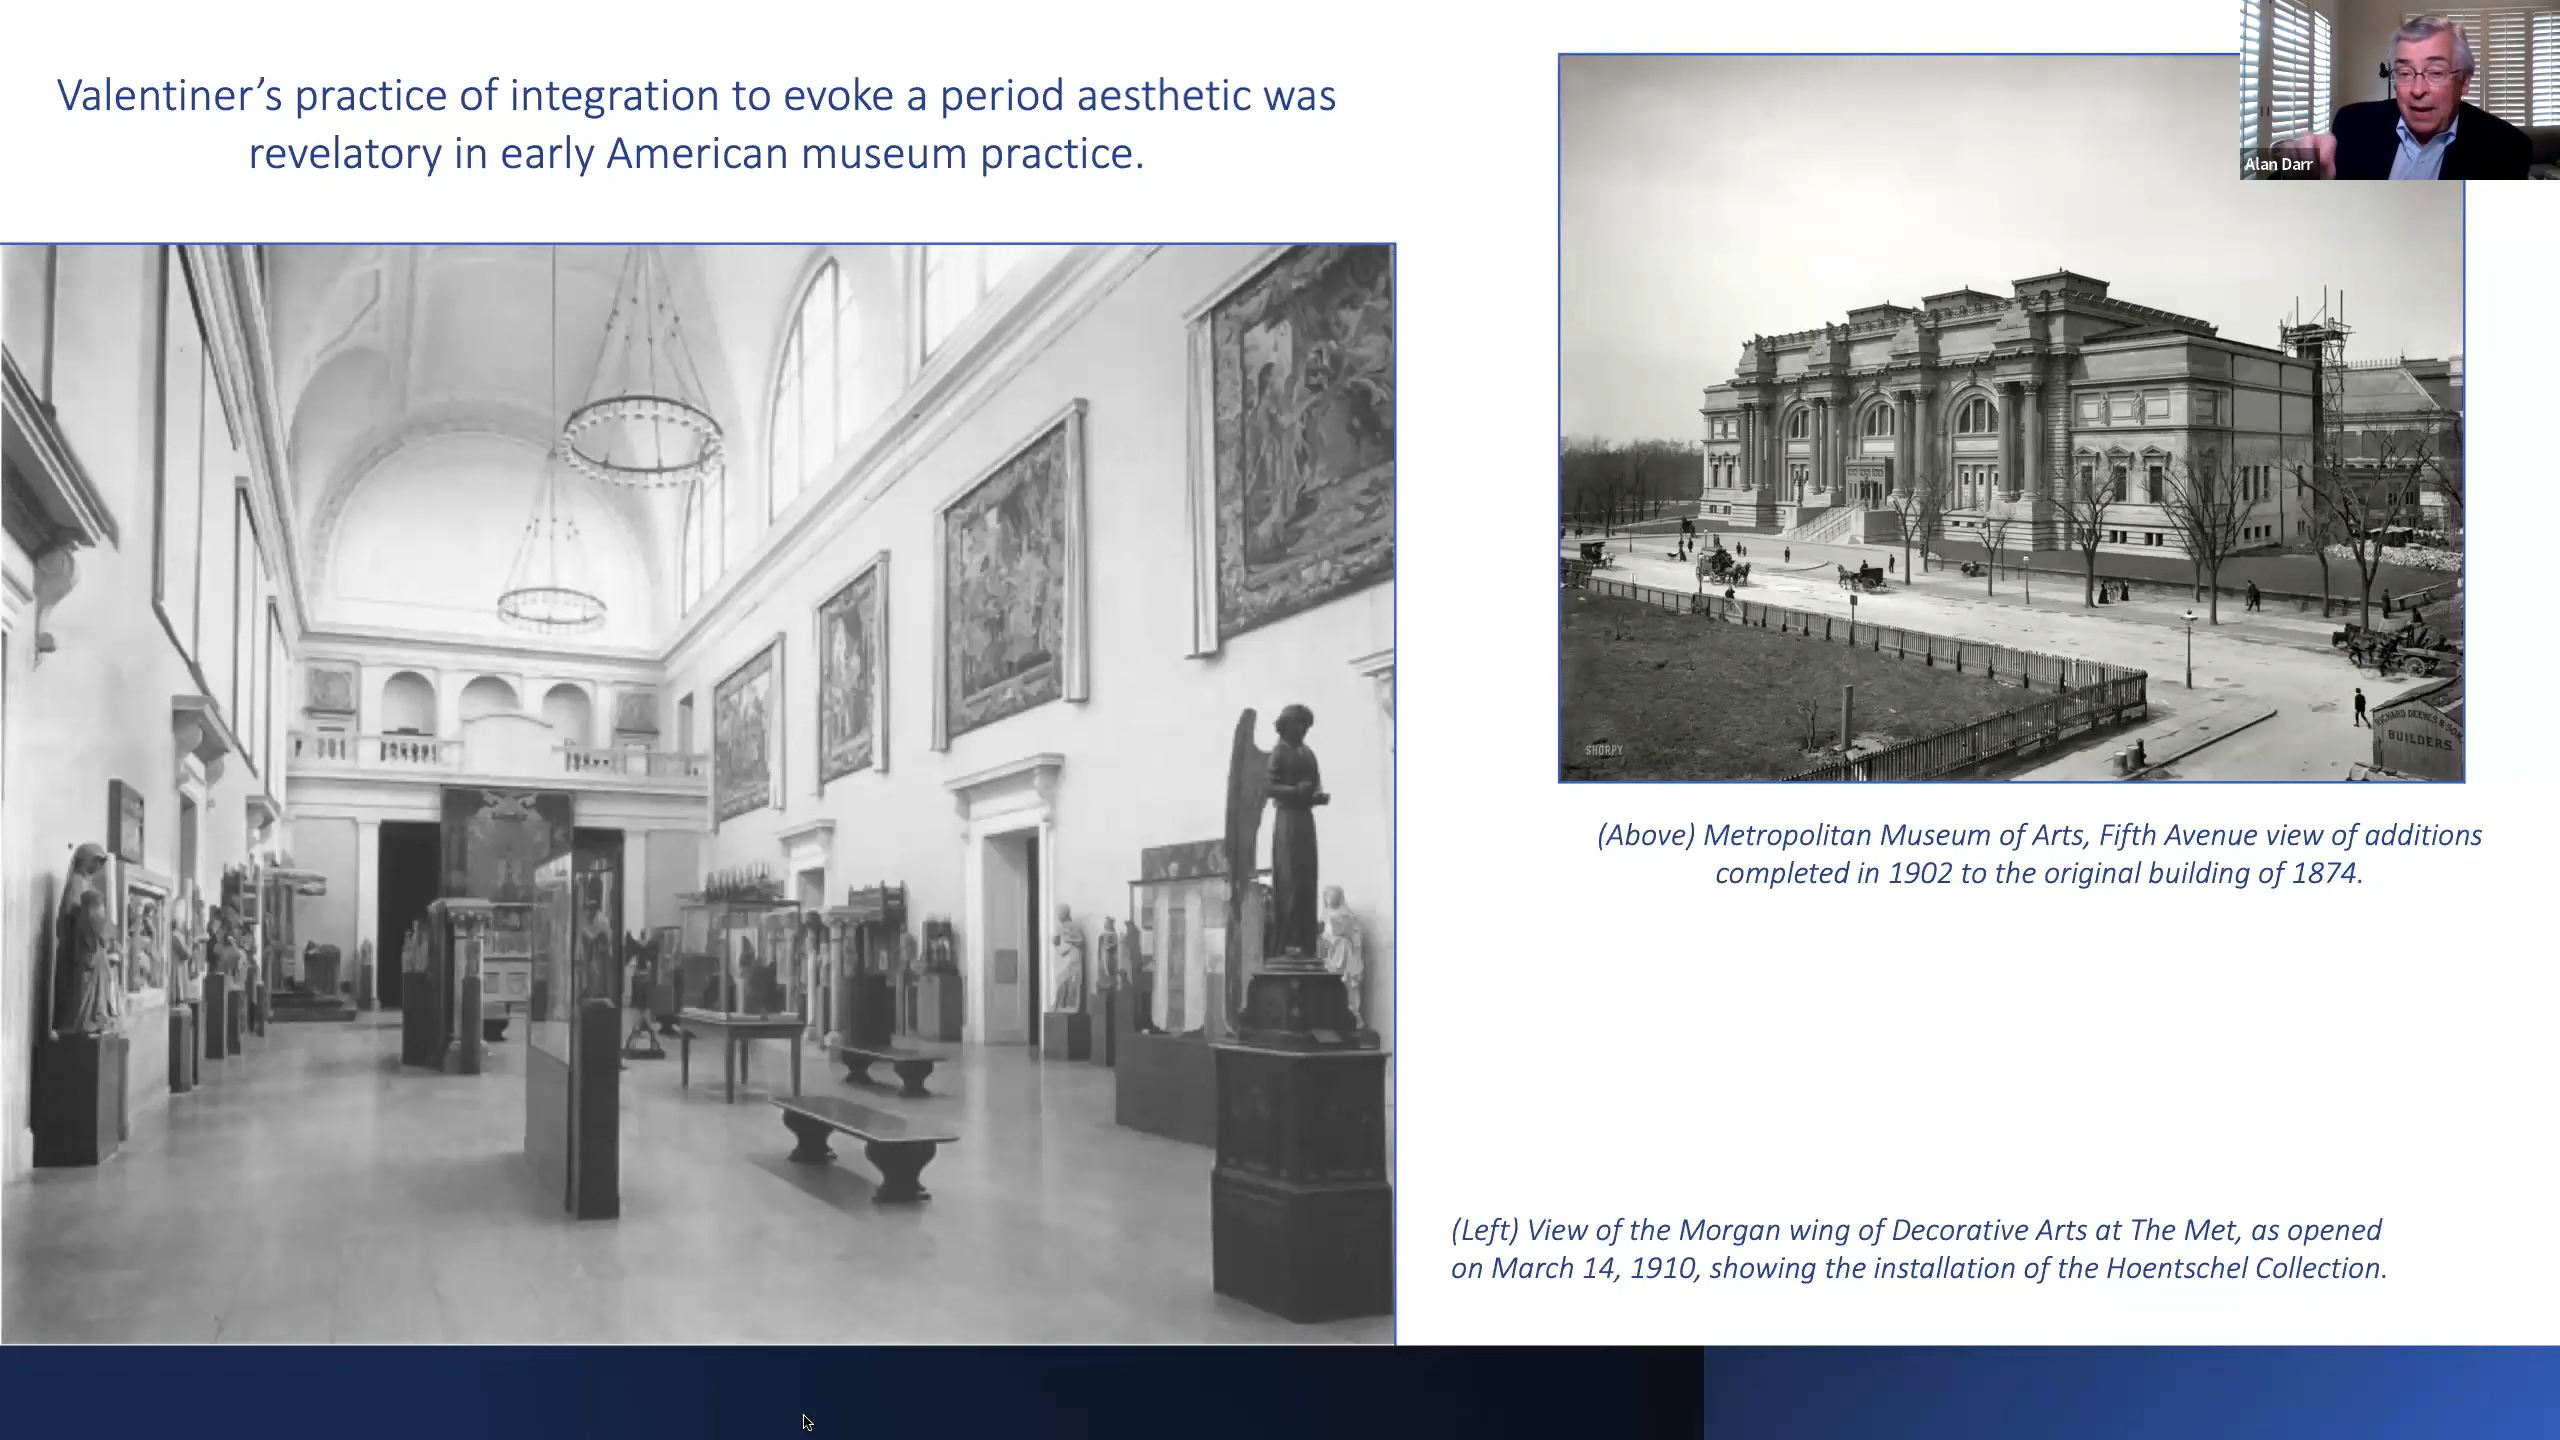 Valentiner’s practice of integration to evoke a period aesthetic was
revelatory in early American museum practice.
Alan Darr
SHORPY
RICHARD DEEVES & SON
BUILDERS.
(Above) Metropolitan Museum of Arts, Fifth Avenue view of additions
completed in 1902 to the original building of 1874.
(Left) View of the Morgan wing of Decorative Arts at The Met, as opened
on March 14, 1910, showing the installation of the Hoentschel Collection.